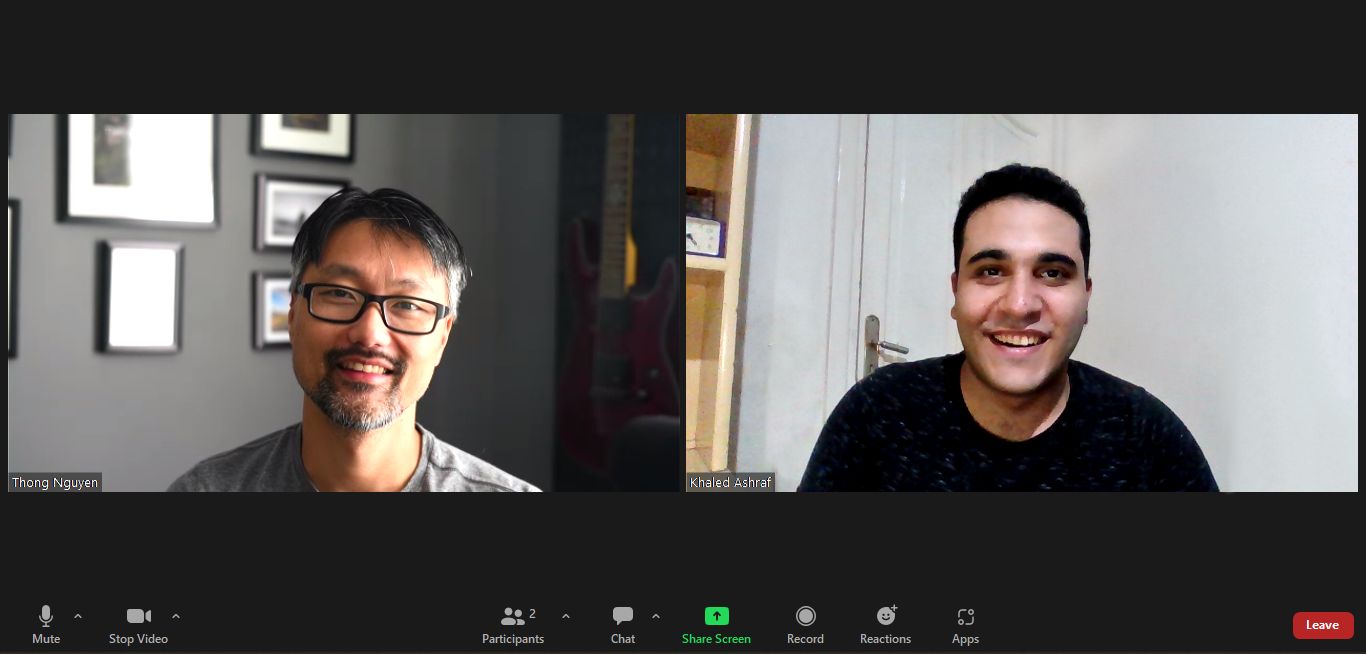 Thong Nguyen
Khaled Ashraf
Mute
Stop Video
2
Participants
Chat
Share Screen
Record
Reactions
Apps
Leave